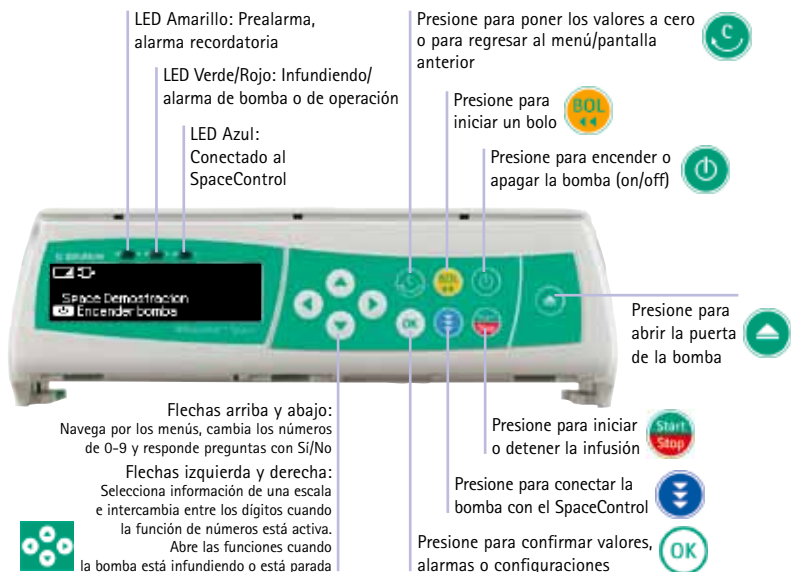 LED Amarillo: Prealarma,
alarma recordatoria
LED Verde/Rojo: Infundiendo/
alarma de bomba o de operación
LED Azul:
Conectado al
SpaceControl
Presione para poner los valores a cero
o para regresar al menú/pantalla
anterior
C
Presione para
iniciar un bolo
BOL
Presione para encender o
apagar la bomba (on/off)
Space Demostracion
Encender bomba
C
BOL
OK
Presione para
abrir la puerta
de la bomba
Flechas arriba y abajo:
Navega por los menús, cambia los números
de 0-9 y responde preguntas con Sí/No
Flechas izquierda y derecha:
Selecciona información de una escala
e intercambia entre los dígitos cuando
la función de números está activa.
Abre las funciones cuando
la bomba está infundiendo o está parada
Presione para iniciar
o detener la infusión
Start
Stop
Presione para conectar la
bomba con el SpaceControl
Presione para confirmar valores,
alarmas o configuraciones
OK